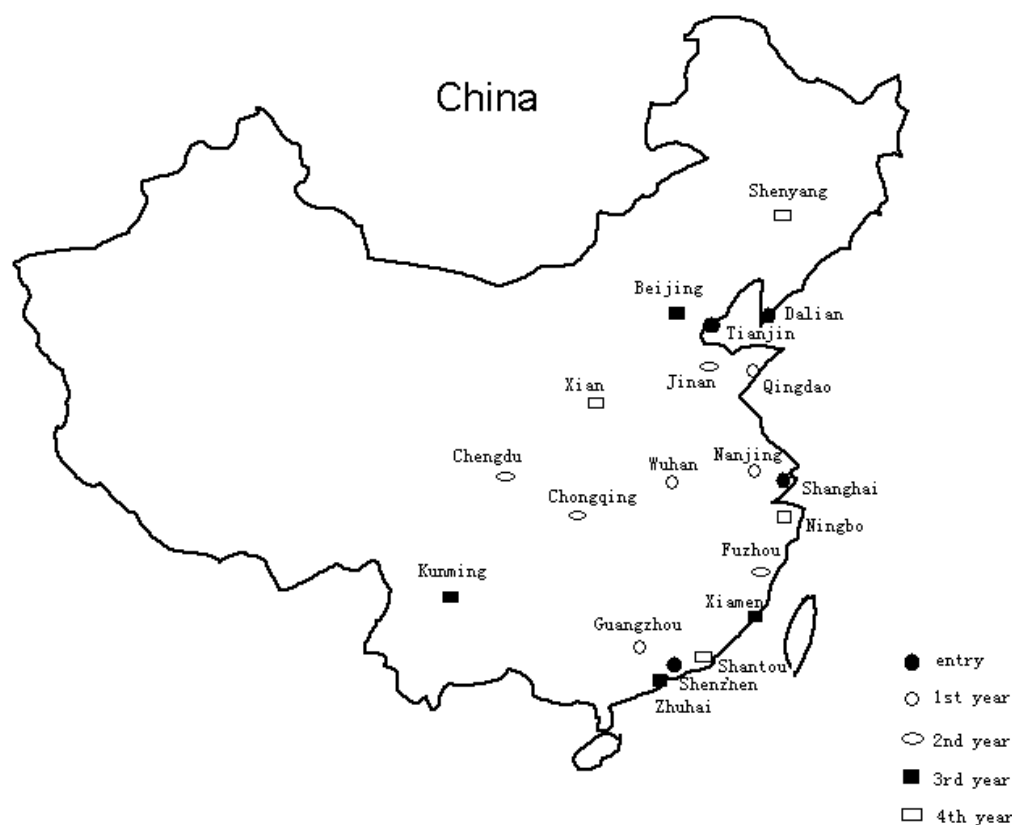 China
Shenyang
Beijing
Dalian
Tianjin
Jinan
Qingdao
Xian
Chengdu
Wuhan
Nanjing
Shanghai
Chongqing
Ningbo
Fuzhou
Kunming
Xiamen
Guangzhou
Shantou
Shenzhen
Zhuhai
entry
1st year
2nd year
3rd year
4th year